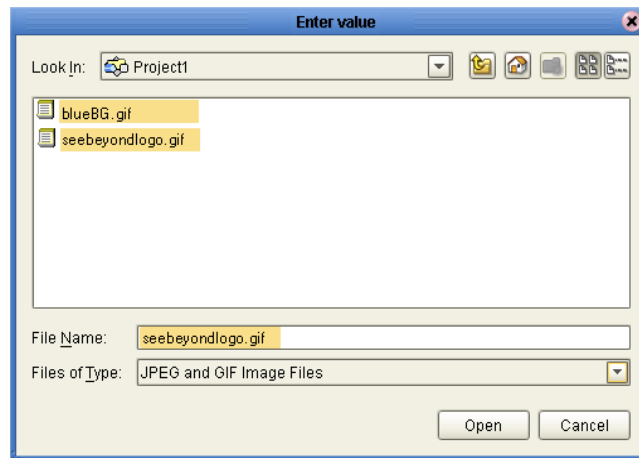 Enter value
Look In: Project1
blueBG.gif
seebeyondlogo.gif
File Name: seebeyondlogo.gif
Files of Type: JPEG and GIF Image Files
Open Cancel